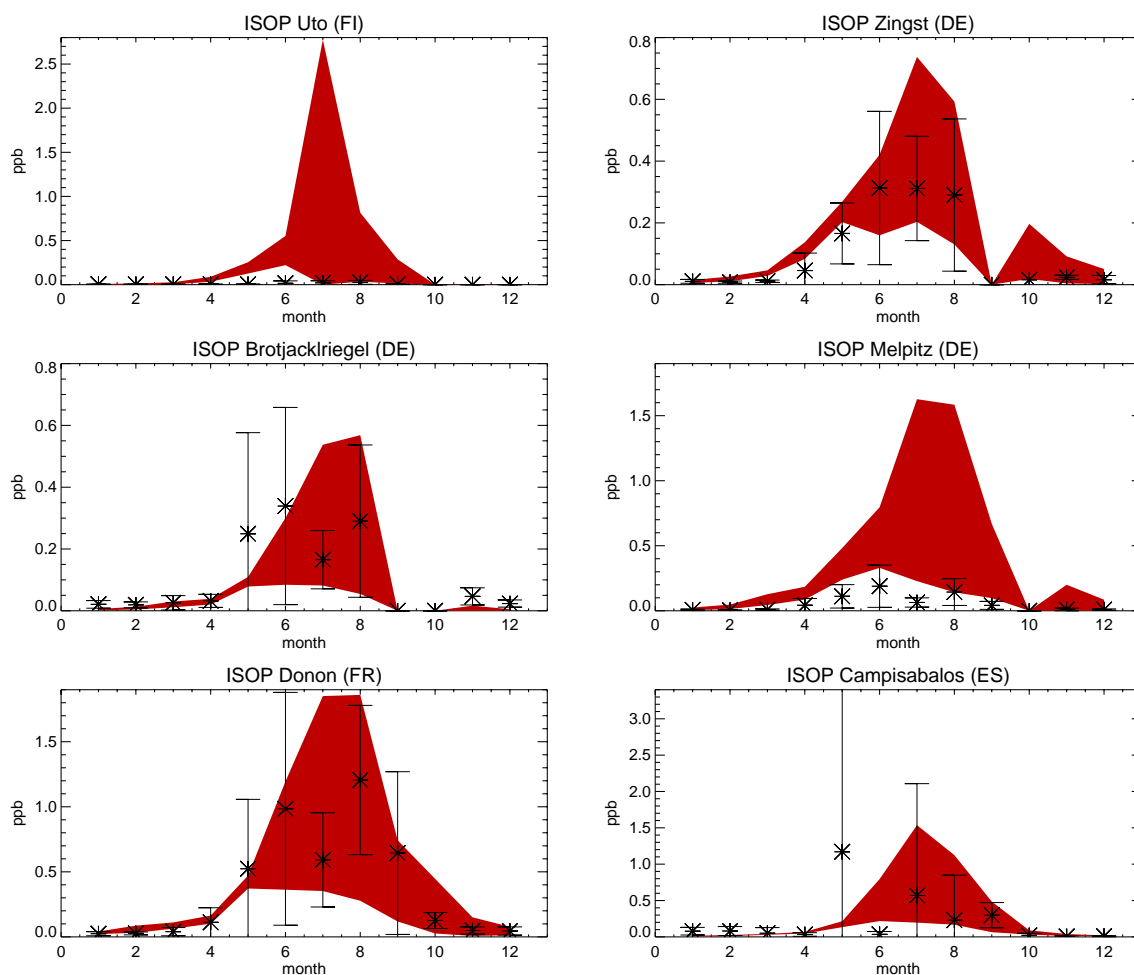 ISOP Uto (FI)
2.5
2.0
1.5
1.0
0.5
0.0
ppb
0 2 4 6 8 10 12
month
ISOP Zingst (DE)
0.8
0.6
0.4
0.2
0.0
ppb
0 2 4 6 8 10 12
month
ISOP Brotjacklriegel (DE)
0.8
0.6
0.4
0.2
0.0
ppb
0 2 4 6 8 10 12
month
ISOP Melpitz (DE)
1.5
1.0
0.5
0.0
ppb
0 2 4 6 8 10 12
month
ISOP Donon (FR)
1.5
1.0
0.5
0.0
ppb
0 2 4 6 8 10 12
month
ISOP Campisabalos (ES)
3.0
2.5
2.0
1.5
1.0
0.5
0.0
ppb
0 2 4 6 8 10 12
month